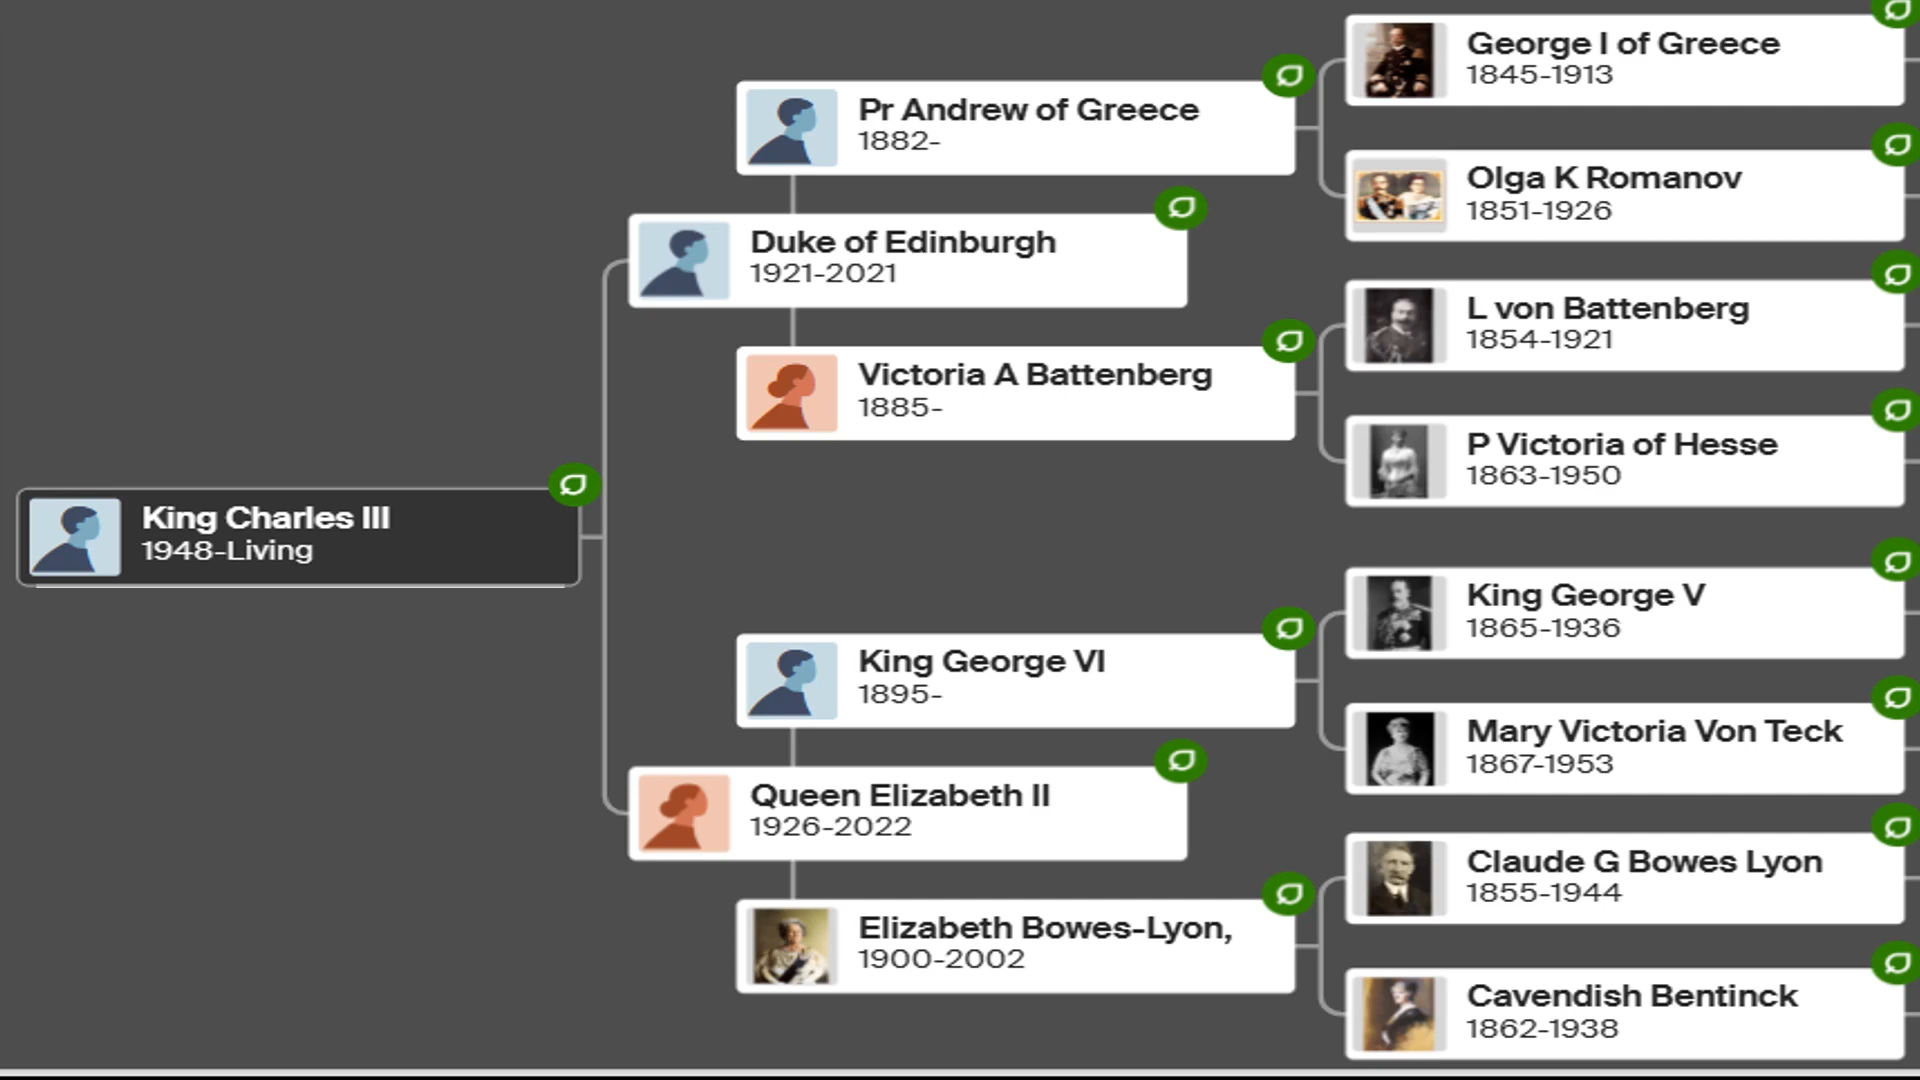 George I of Greece
1845-1913
Pr Andrew of Greece
1882-
Olga K Romanov
1851-1926
Duke of Edinburgh
1921-2021
L von Battenberg
1854-1921
Victoria A Battenberg
1885-
P Victoria of Hesse
1863-1950
King Charles III
1948-Living
King George V
1865-1936
King George VI
1895-
Mary Victoria Von Teck
1867-1953
Queen Elizabeth II
1926-2022
Claude G Bowes Lyon
1855-1944
Elizabeth Bowes-Lyon,
1900-2002
Cavendish Bentinck
1862-1938